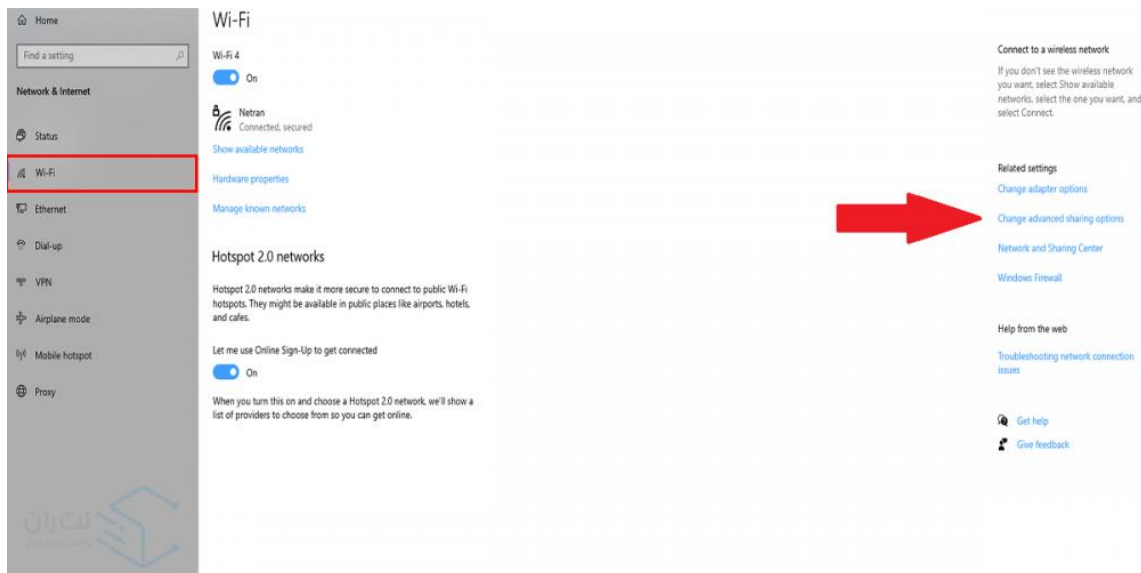 Home
Find a setting
Network & Internet
Status
Wi-Fi
Ethernet
Dial-up
VPN
Airplane mode
Mobile hotspot
Proxy
Wi-Fi
Wi-Fi 4
On
Netran
Connected, secured
Show available networks
Hardware properties
Manage known networks
Hotspot 2.0 networks
Hotspot 2.0 networks make it more secure to connect to public Wi-Fi
hotspots. They might be available in public places like airports, hotels,
and cafes.
Let me use Online Sign-Up to get connected
On
When you turn this on and choose a Hotspot 2.0 network, we'll show a
list of providers to choose from so you can get online.
Connect to a wireless network
If you don't see the wireless network
you want, select Show available
networks, select the one you want, and
select Connect.
Related settings
Change adapter options
Change advanced sharing options
Network and Sharing Center
Windows Firewall
Help from the web
Troubleshooting network connection
issues
Get help
Give feedback
نت ران